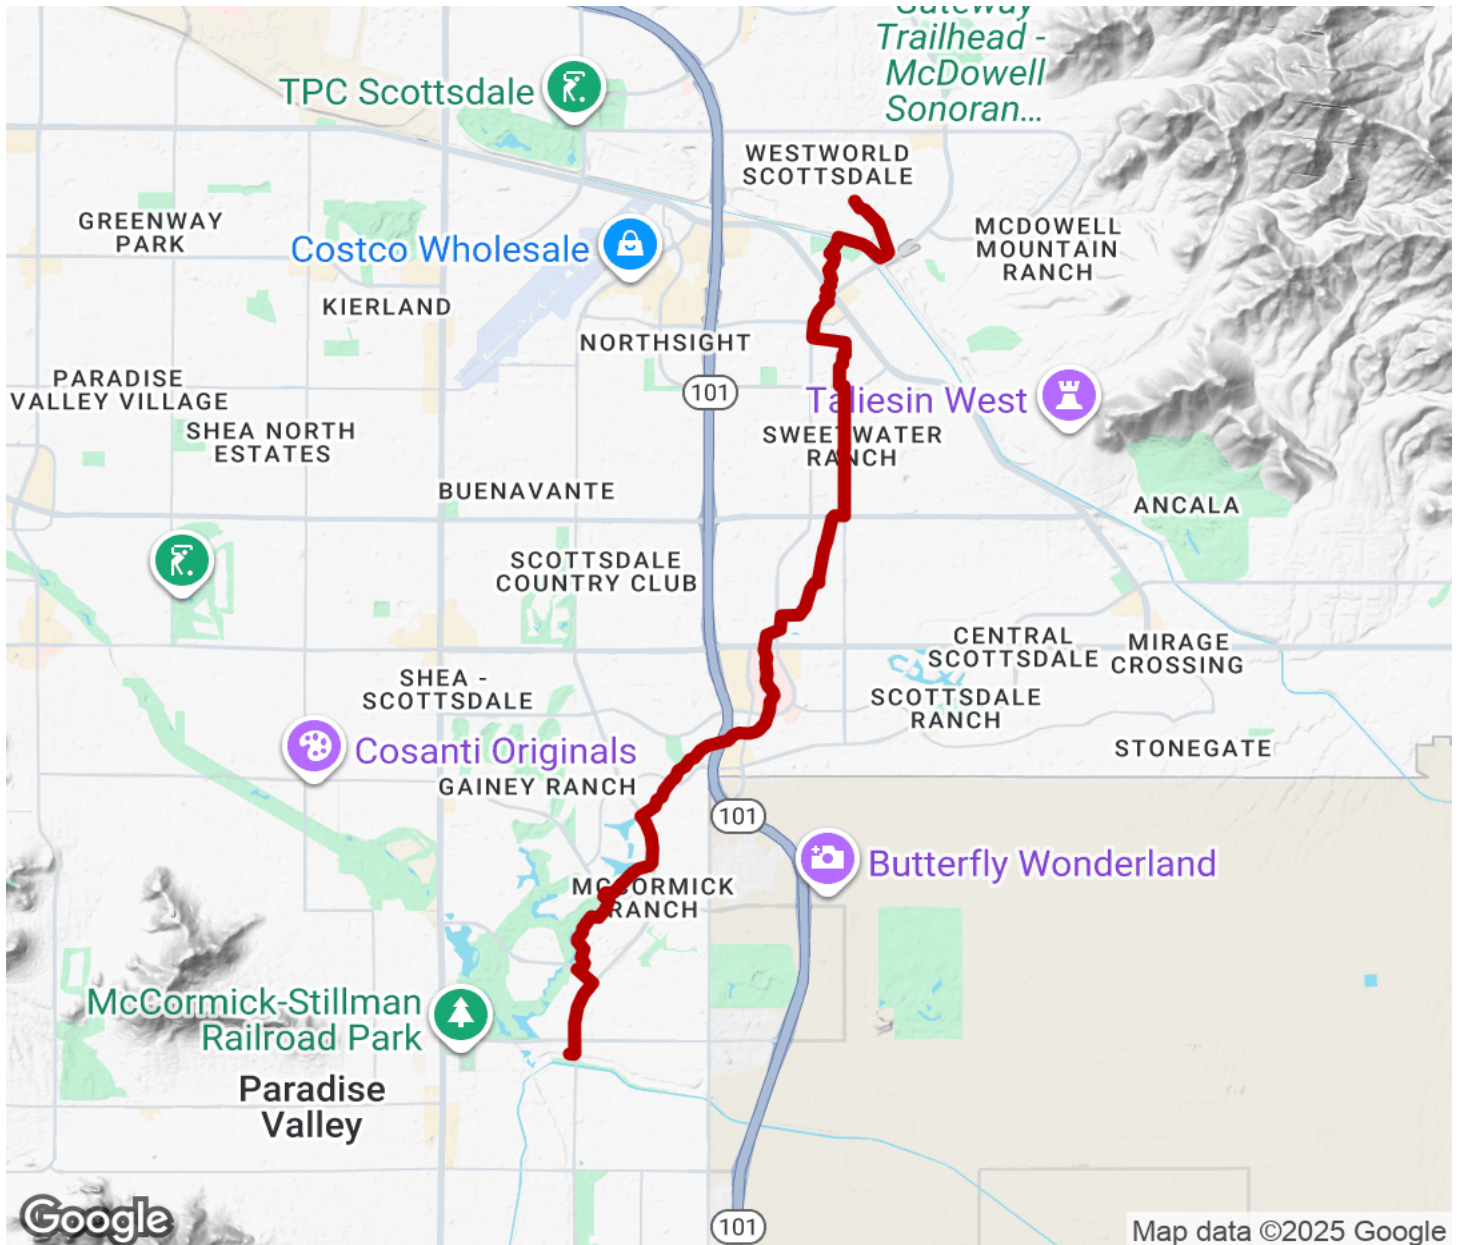 Gateway
Trailhead -
McDowell
Sonoran...
TPC Scottsdale
WESTWORLD
SCOTTSDALE
GREENWAY
PARK
Costco Wholesale
MCDOWELL
MOUNTAIN
RANCH
KIERLAND
NORTHSIGHT
PARADISE
VALLEY VILLAGE
101
Taliesin West
SHEA NORTH
ESTATES
SWEETWATER
RANCH
BUENAVANTE
ANCALA
SCOTTSDALE
COUNTRY CLUB
CENTRAL
SCOTTSDALE
MIRAGE
CROSSING
SHEA -
SCOTTSDALE
SCOTTSDALE
RANCH
Cosanti Originals
STONEGATE
GAINEY RANCH
101
Butterfly Wonderland
MCCORMICK
RANCH
McCormick-Stillman
Railroad Park
Paradise
Valley
Google
101
Map data ©2025 Google